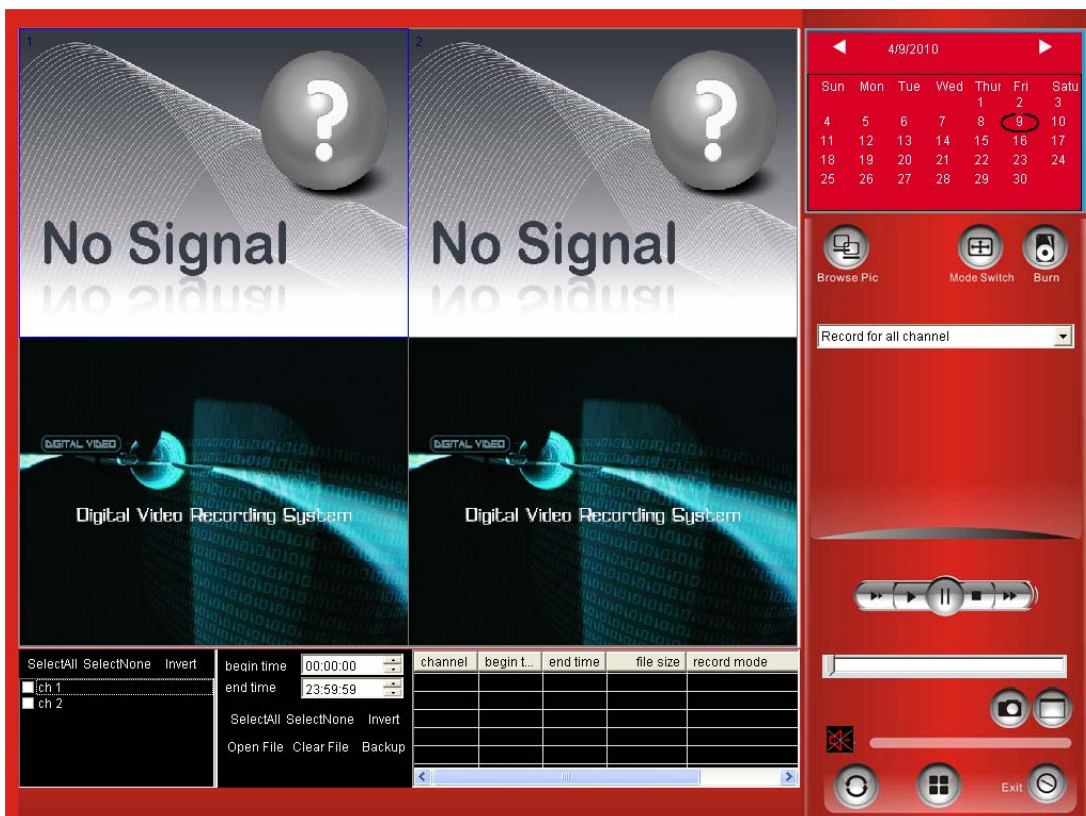 1
No Signal
2
No Signal
DIGITAL VIDEO
Digital Video Recording System
DIGITAL VIDEO
Digital Video Recording System
4/9/2010
Sun Mon Tue Wed Thur Fri Satu
1 2 3
4 5 6 7 8 9 10
11 12 13 14 15 16 17
18 19 20 21 22 23 24
25 26 27 28 29 30
Browse Pic
Mode Switch
Burn
Record for all channel
SelectAll SelectNone Invert
ch 1
ch 2
begin time 00:00:00
end time 23:59:59
SelectAll SelectNone Invert
Open File Clear File Backup
channel begin t... end time file size record mode
Exit